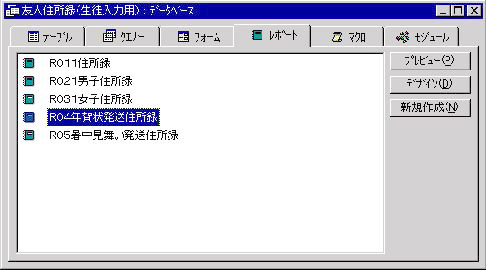 友人住所録(生徒入力用) : データベース
テーブル クエリー フォーム レポート マクロ モジュール
R011住所録
R021男子住所録
R031女子住所録
R04年賀状発送住所録
R05暑中見舞い発送住所録
プレビュー(P)
デザイン(D)
新規作成(N)